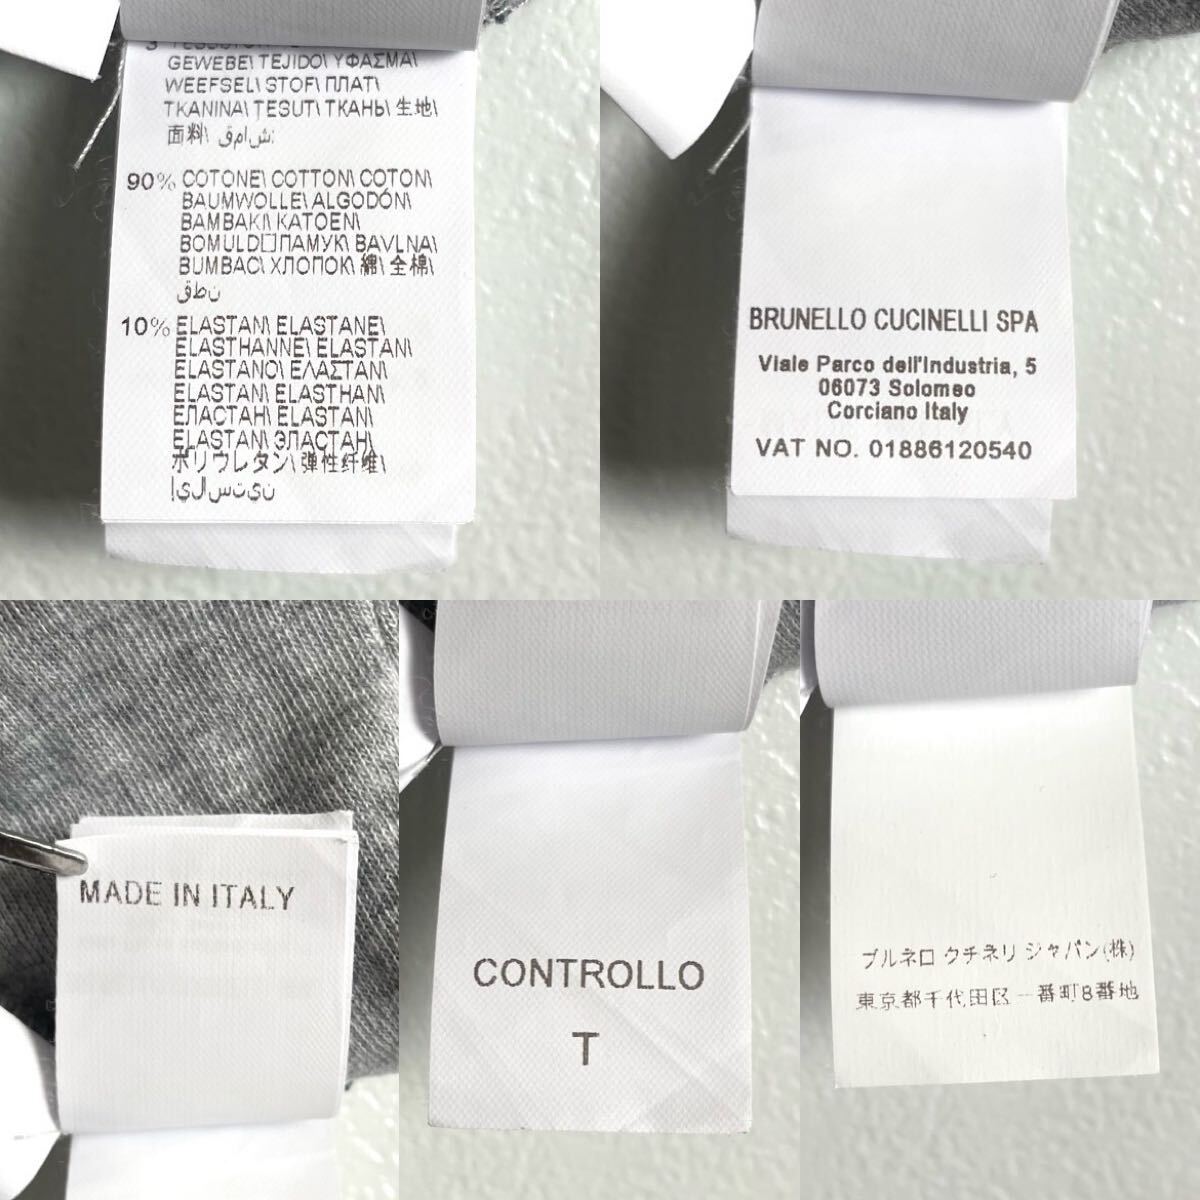 GEWEBE\ TEJIDO\ ΥΦΑΣΜΑ\
WEEFSEL\ STOF\ ПЛАТ\
TKANINA\ ŢESUT\ ТКАНЬ\ 生地\
面料\ قماش:
90% COTONE\ COTTON\ COTON\
BAUMWOLLE\ ALGODÓN\
BAMBAKI\ KATOEN\
BOMULD□ПАМУК\ BAVLNA\
BUMBAC\ ХЛОПОК\ 綿\ 全棉\
قطن
10% ELASTAN\ ELASTANE\
ELASTHANNE\ ELASTAN\
ELASTANO\ ΕΛΑΣΤΑΝ\
ELASTAN\ ELASTHAN\
ЕЛАСТАН\ ELASTAN\
ELASTAN\ ЭЛАСТАН\
ポリウレタン\ 弹性纤维\
إيلاستين
BRUNELLO CUCINELLI SPA
Viale Parco dell'Industria, 5
06073 Solomeo
Corciano Italy
VAT NO. 01886120540
MADE IN ITALY
CONTROLLO
T
ブルネロ クチネリ ジャパン(株)
東京都千代田区一番町8番地